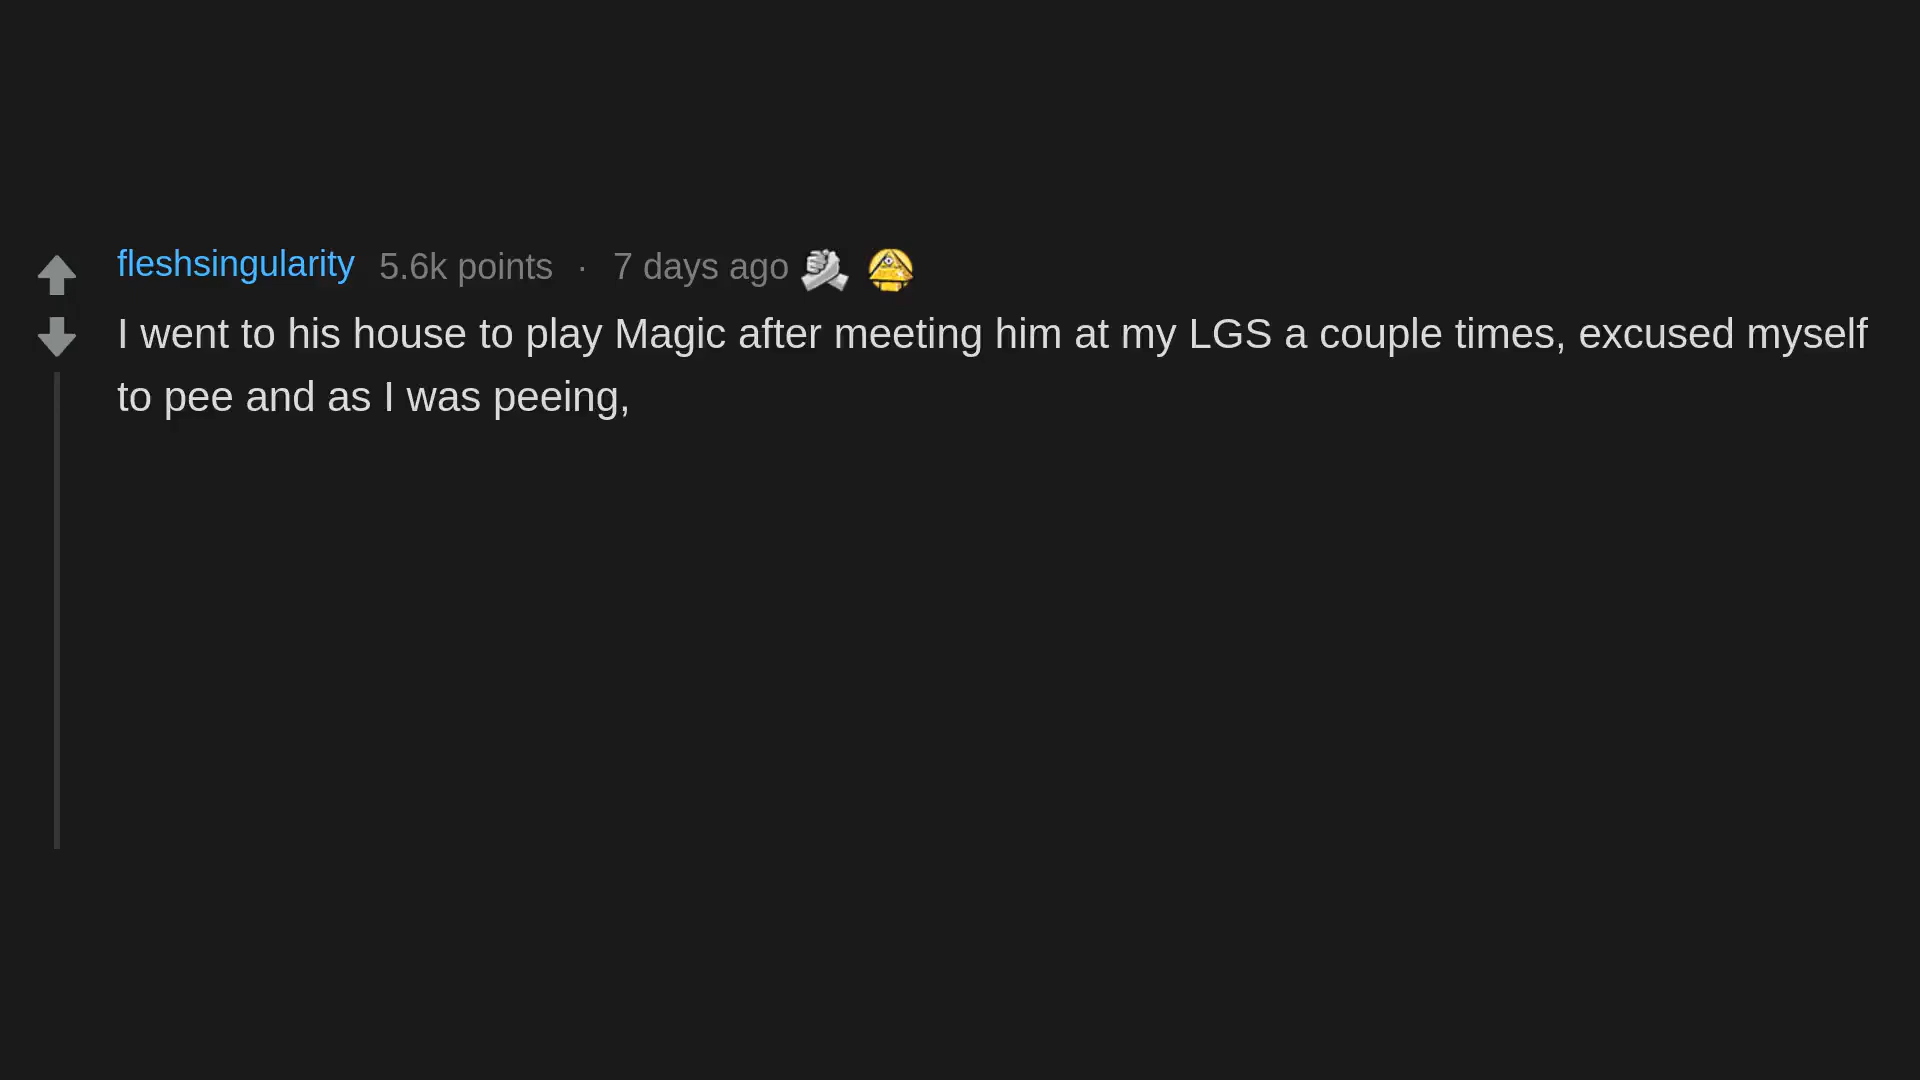 fleshsingularity 5.6k points · 7 days ago
I went to his house to play Magic after meeting him at my LGS a couple times, excused myself
to pee and as I was peeing,